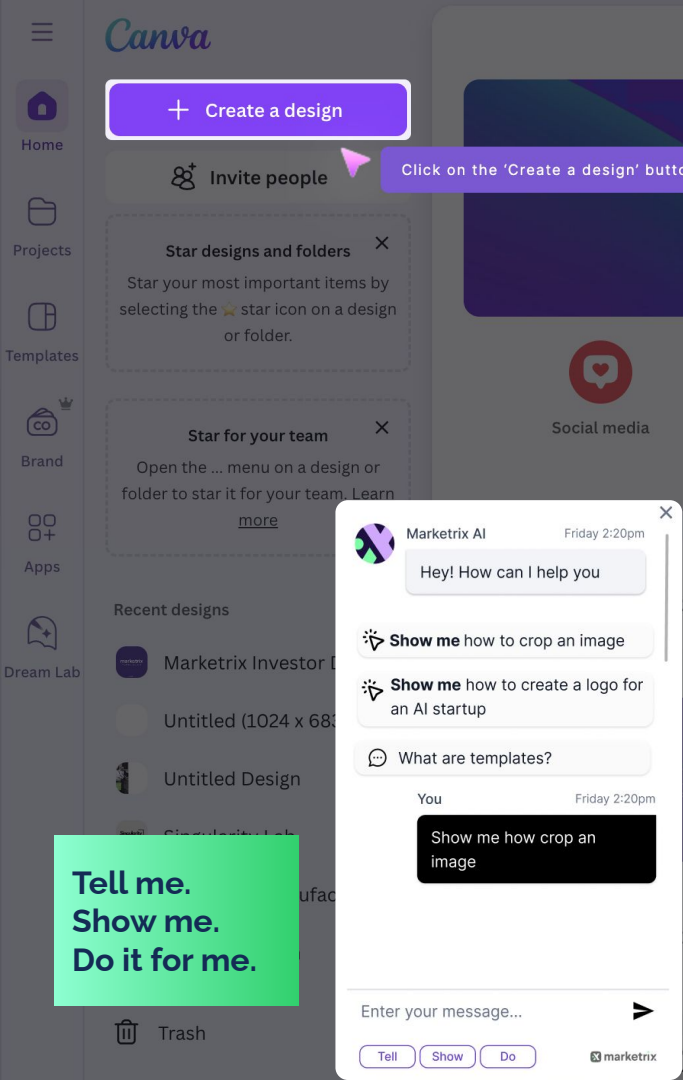 Canva
Create a design
Home
Click on the ‘Create a design’
Invite people
Projects
Star designs and folders
Star your most important items by
selecting the ⭐ star icon on a design
or folder.
Templates
Social media
Star for your team
Open the ... menu on a design or
folder to star it for your team. Learn
more
CO
Brand
Apps
Dream Lab
Recent designs
Marketrix Investor
Untitled (1024 x 683
Untitled Design
Singularity Lab
Trash
Tell me.
Show me.
Do it for me.
Marketrix AI
Friday 2:20pm
Hey! How can I help you
Show me how to crop an image
Show me how to create a logo for
an AI startup
What are templates?
You
Friday 2:20pm
Show me how crop an
image
Enter your message...
Tell
Show
Do
marketrix